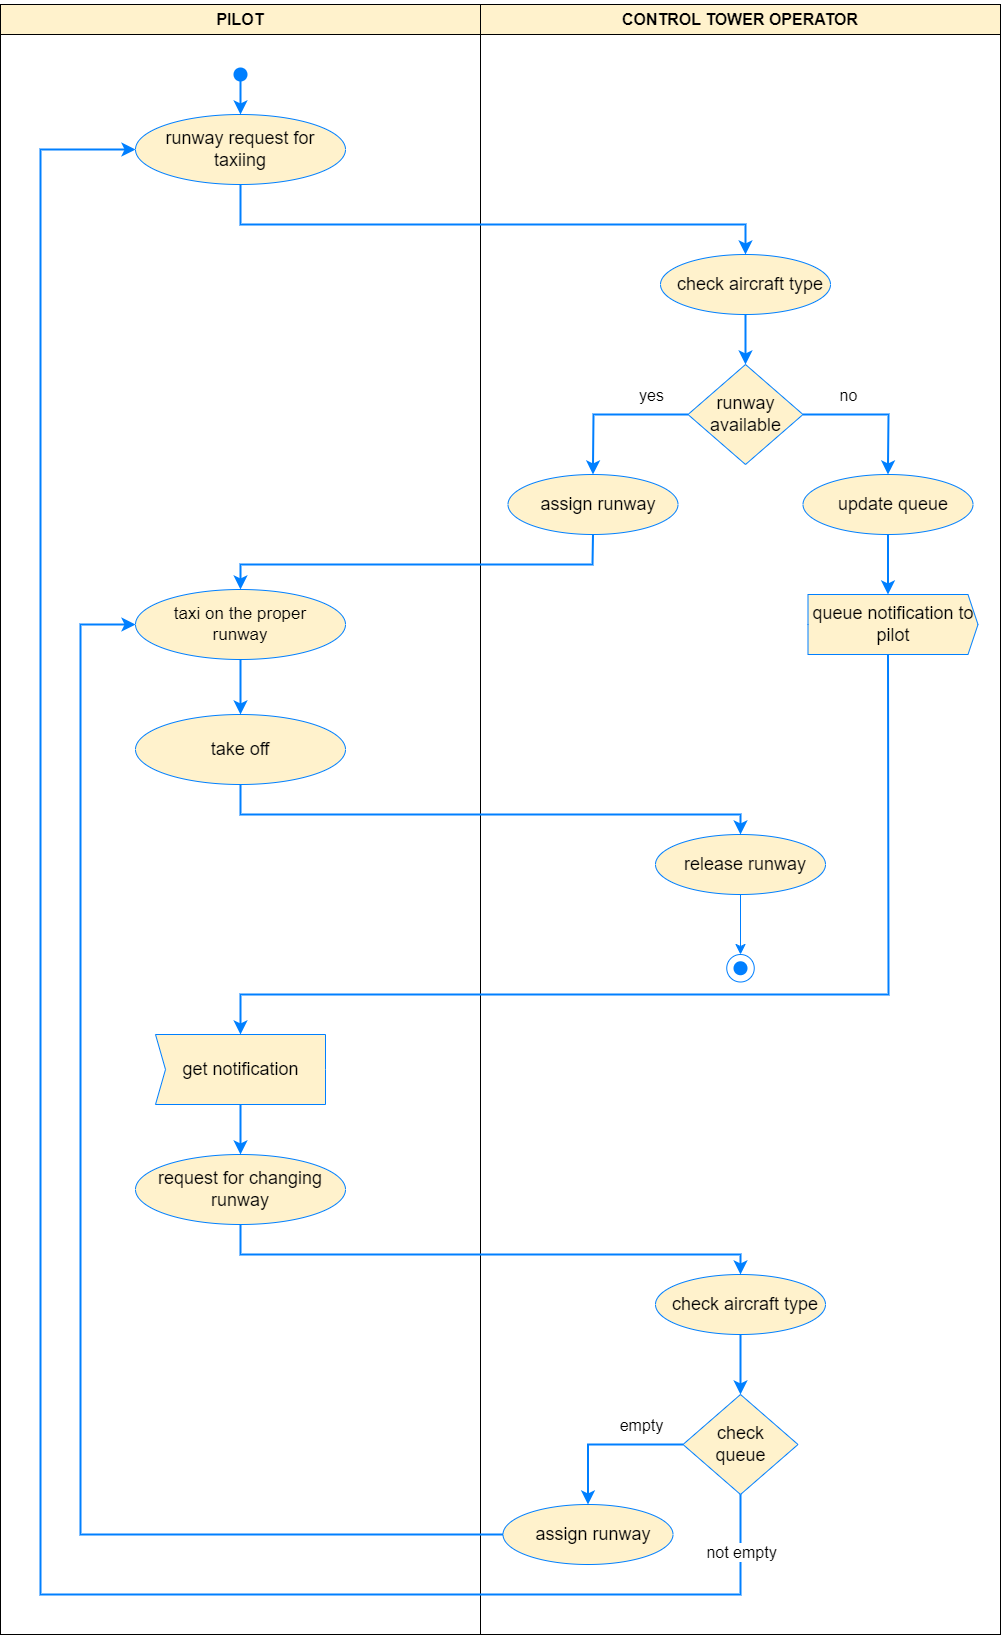 PILOT
CONTROL TOWER OPERATOR
runway request for
taxiing
check aircraft type
yes
runway
available
no
assign runway
update queue
taxi on the proper
runway
queue notification to
pilot
take off
release runway
get notification
request for changing
runway
check aircraft type
empty
check
queue
assign runway
not empty